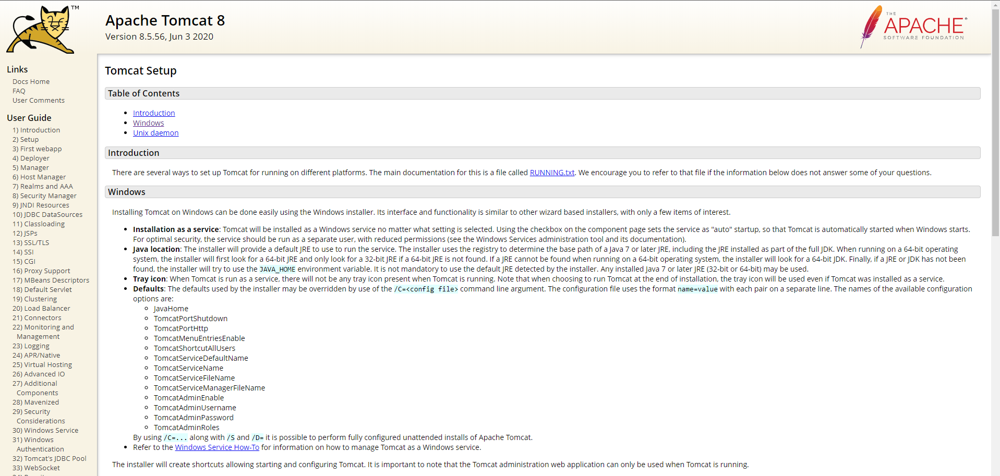 TM
Apache Tomcat 8
Version 8.5.56, Jun 3 2020
THE
APACHE®
SOFTWARE FOUNDATION
Links
Docs Home
FAQ
User Comments
User Guide
1) Introduction
2) Setup
3) First webapp
4) Deployer
5) Manager
6) Host Manager
7) Realms and AAA
8) Security Manager
9) JNDI Resources
10) JDBC DataSources
11) Classloading
12) JSPs
13) SSL/TLS
14) SSI
15) CGI
16) Proxy Support
17) MBeans Descriptors
18) Default Servlet
19) Clustering
20) Load Balancer
21) Connectors
22) Monitoring and
Management
23) Logging
24) APR/Native
25) Virtual Hosting
26) Advanced IO
27) Additional
Components
28) Mavenized
29) Security
Considerations
30) Windows Service
31) Windows
Authentication
32) Tomcat's JDBC Pool
33) WebSocket
Tomcat Setup
Table of Contents
• Introduction
• Windows
• Unix daemon
Introduction
There are several ways to set up Tomcat for running on different platforms. The main documentation for this is a file called RUNNING.txt. We encourage you to refer to that file if the information below does not answer some of your questions.
Windows
Installing Tomcat on Windows can be done easily using the Windows installer. Its interface and functionality is similar to other wizard based installers, with only a few items of interest.
• Installation as a service: Tomcat will be installed as a Windows service no matter what setting is selected. Using the checkbox on the component page sets the service as "auto" startup, so that Tomcat is automatically started when Windows starts.
For optimal security, the service should be run as a separate user, with reduced permissions (see the Windows Services administration tool and its documentation).
• Java location: The installer will provide a default JRE to use to run the service. The installer uses the registry to determine the base path of a Java 7 or later JRE, including the JRE installed as part of the full JDK. When running on a 64-bit operating
system, the installer will first look for a 64-bit JRE and only look for a 32-bit JRE if a 64-bit JRE is not found. If a JRE cannot be found when running on a 64-bit operating system, the installer will look for a 64-bit JDK. Finally, if a JRE or JDK has not been
found, the installer will try to use the JAVA_HOME environment variable. It is not mandatory to use the default JRE detected by the installer. Any installed Java 7 or later JRE (32-bit or 64-bit) may be used.
• Tray icon: When Tomcat is run as a service, there will not be any tray icon present when Tomcat is running. Note that when choosing to run Tomcat at the end of installation, the tray icon will be used even if Tomcat was installed as a service.
• Defaults: The defaults used by the installer may be overridden by use of the /C=<config file> command line argument. The configuration file uses the format name=value with each pair on a separate line. The names of the available configuration
options are:
◦ JavaHome
◦ TomcatPortShutdown
◦ TomcatPortHttp
◦ TomcatMenuEntriesEnable
◦ TomcatShortcutAllUsers
◦ TomcatServiceDefaultName
◦ TomcatServiceName
◦ TomcatServiceFileName
◦ TomcatServiceManagerFileName
◦ TomcatAdminEnable
◦ TomcatAdminUsername
◦ TomcatAdminPassword
◦ TomcatAdminRoles
By using /C=... along with /S and /D= it is possible to perform fully configured unattended installs of Apache Tomcat.
• Refer to the Windows Service How-To for information on how to manage Tomcat as a Windows service.
The installer will create shortcuts allowing starting and configuring Tomcat. It is important to note that the Tomcat administration web application can only be used when Tomcat is running.